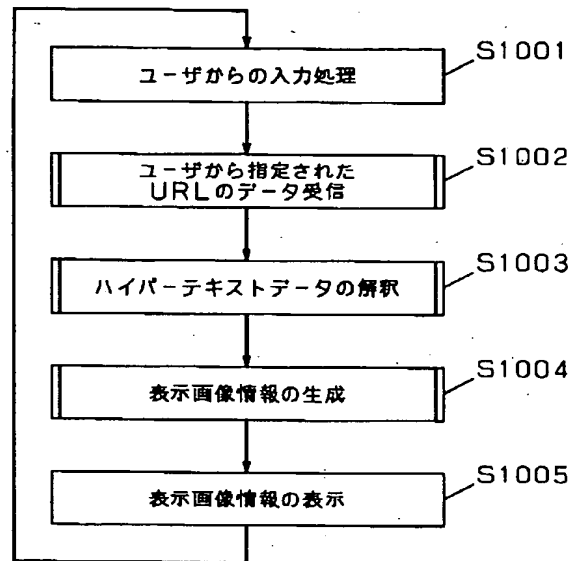 S1001
ユーザからの入力処理
S1002
ユーザから指定された
URLのデータ受信
S1003
ハイパーテキストデータの解釈
S1004
表示画像情報の生成
S1005
表示画像情報の表示